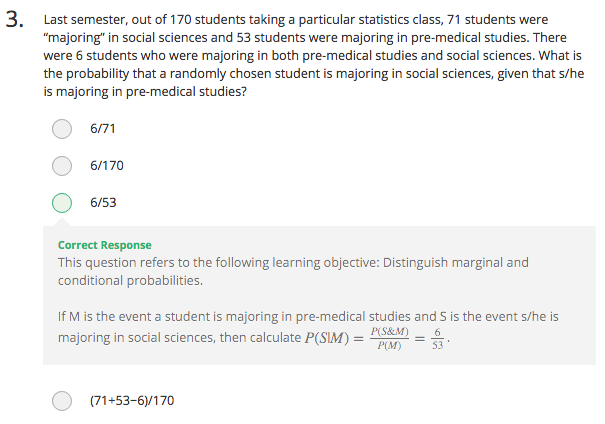 3. Last semester, out of 170 students taking a particular statistics class, 71 students were
"majoring" in social sciences and 53 students were majoring in pre-medical studies. There
were 6 students who were majoring in both pre-medical studies and social sciences. What is
the probability that a randomly chosen student is majoring in social sciences, given that s/he
is majoring in pre-medical studies?
6/71
6/170
6/53
Correct Response
This question refers to the following learning objective: Distinguish marginal and
conditional probabilities.
If M is the event a student is majoring in pre-medical studies and S is the event s/he is
majoring in social sciences, then calculate P(S|M) = P(S&M)/P(M) = 6/53.
(71+53−6)/170